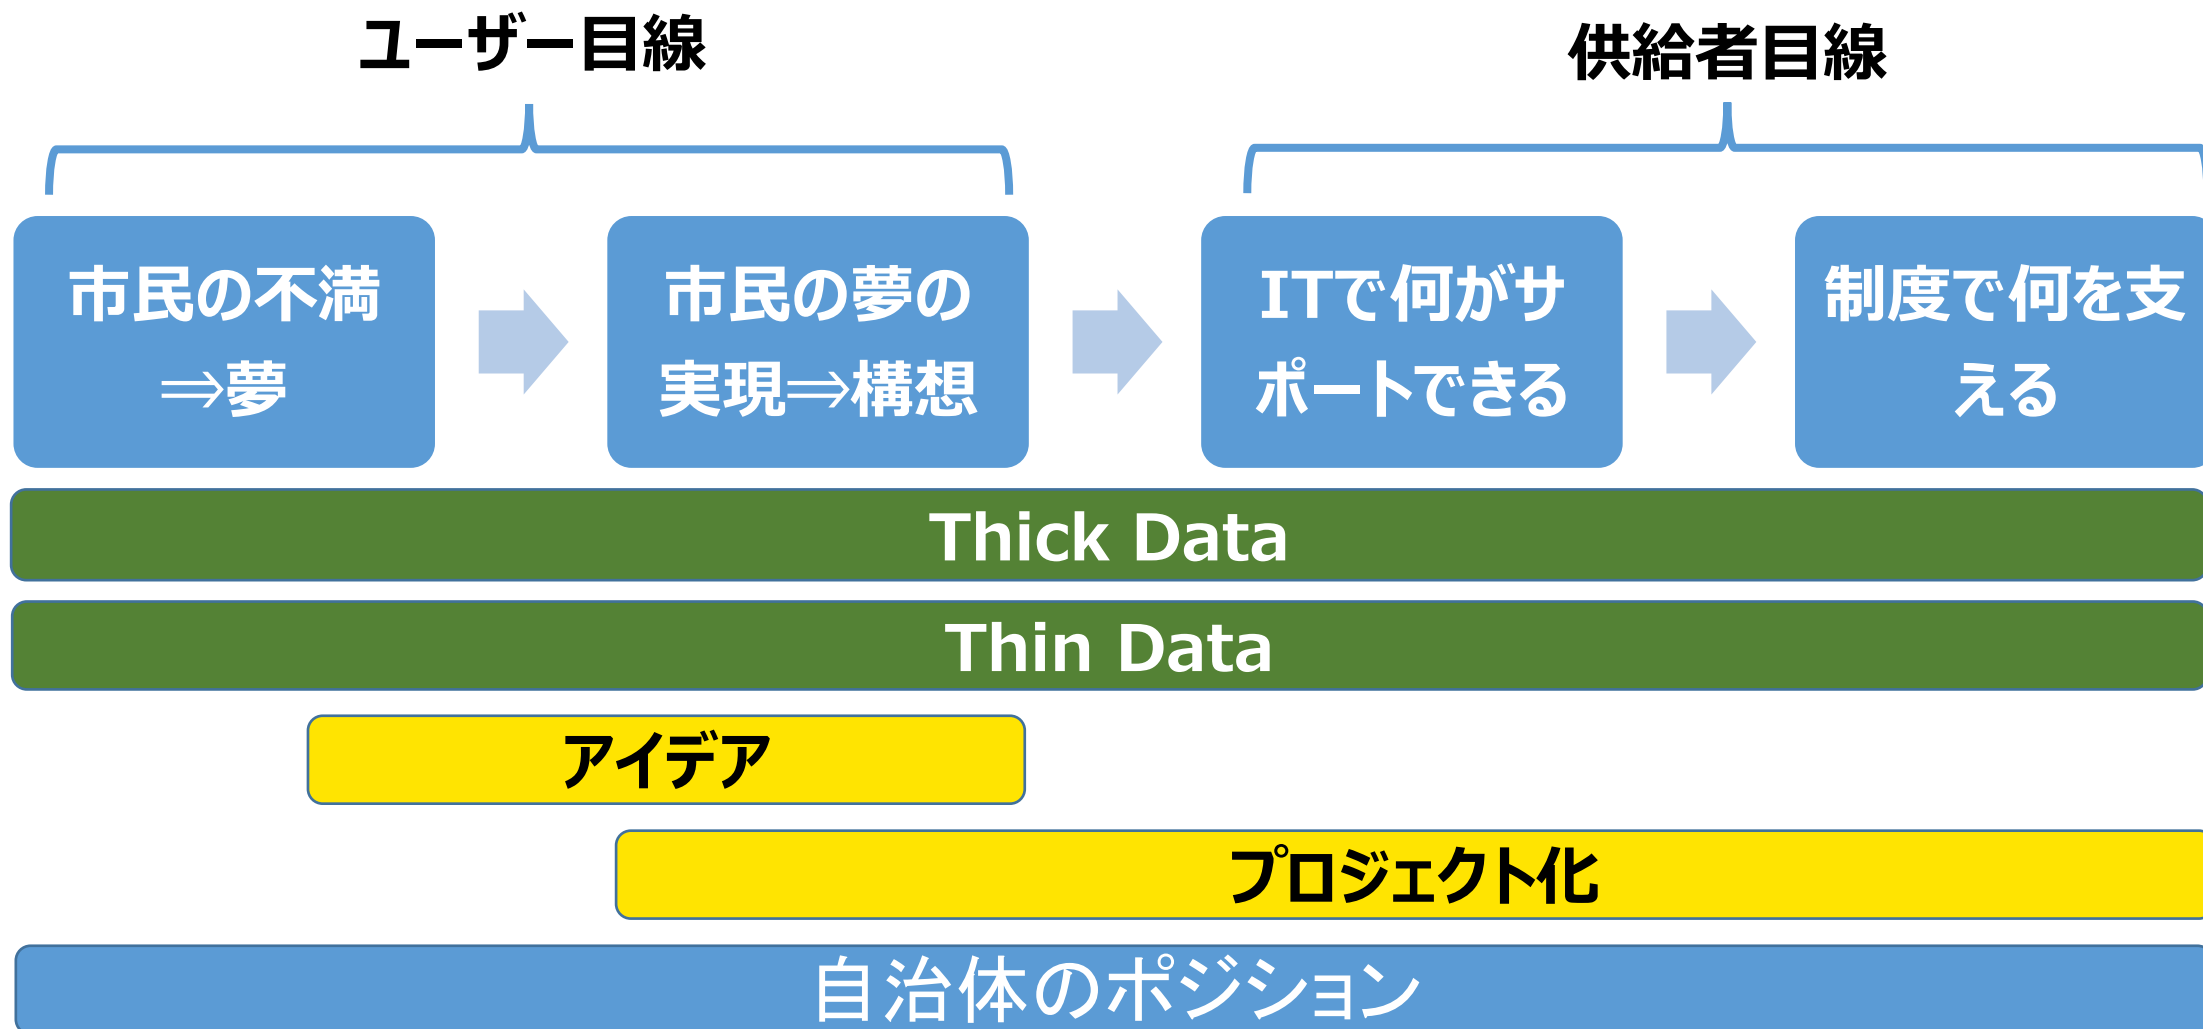 ユーザー目線
供給者目線
市民の不満
⇒夢
市民の夢の
実現⇒構想
ITで何がサ
ポートできる
制度で何を支
える
Thick Data
Thin Data
アイデア
プロジェクト化
自治体のポジション